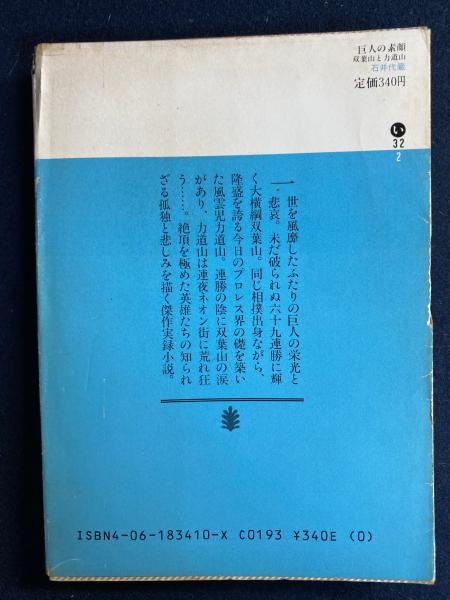 巨人の素顔
双葉山と力道山
石井代蔵
定価340円
い
32
2
一世を風靡したふたりの巨人の栄光と
悲哀。未だ破られぬ六十九連勝に輝
く大横綱双葉山。同じ相撲出身ながら、
隆盛を誇る今日のプロレス界の礎を築い
た風雲児力道山。連勝の陰に双葉山の涙
があり、力道山は連夜ネオン街に荒れ狂
う……。絶頂を極めた英雄たちの知られ
ざる孤独と悲しみを描く傑作実録小説。
ISBN4-06-183410-X C0193 ¥340E (0)